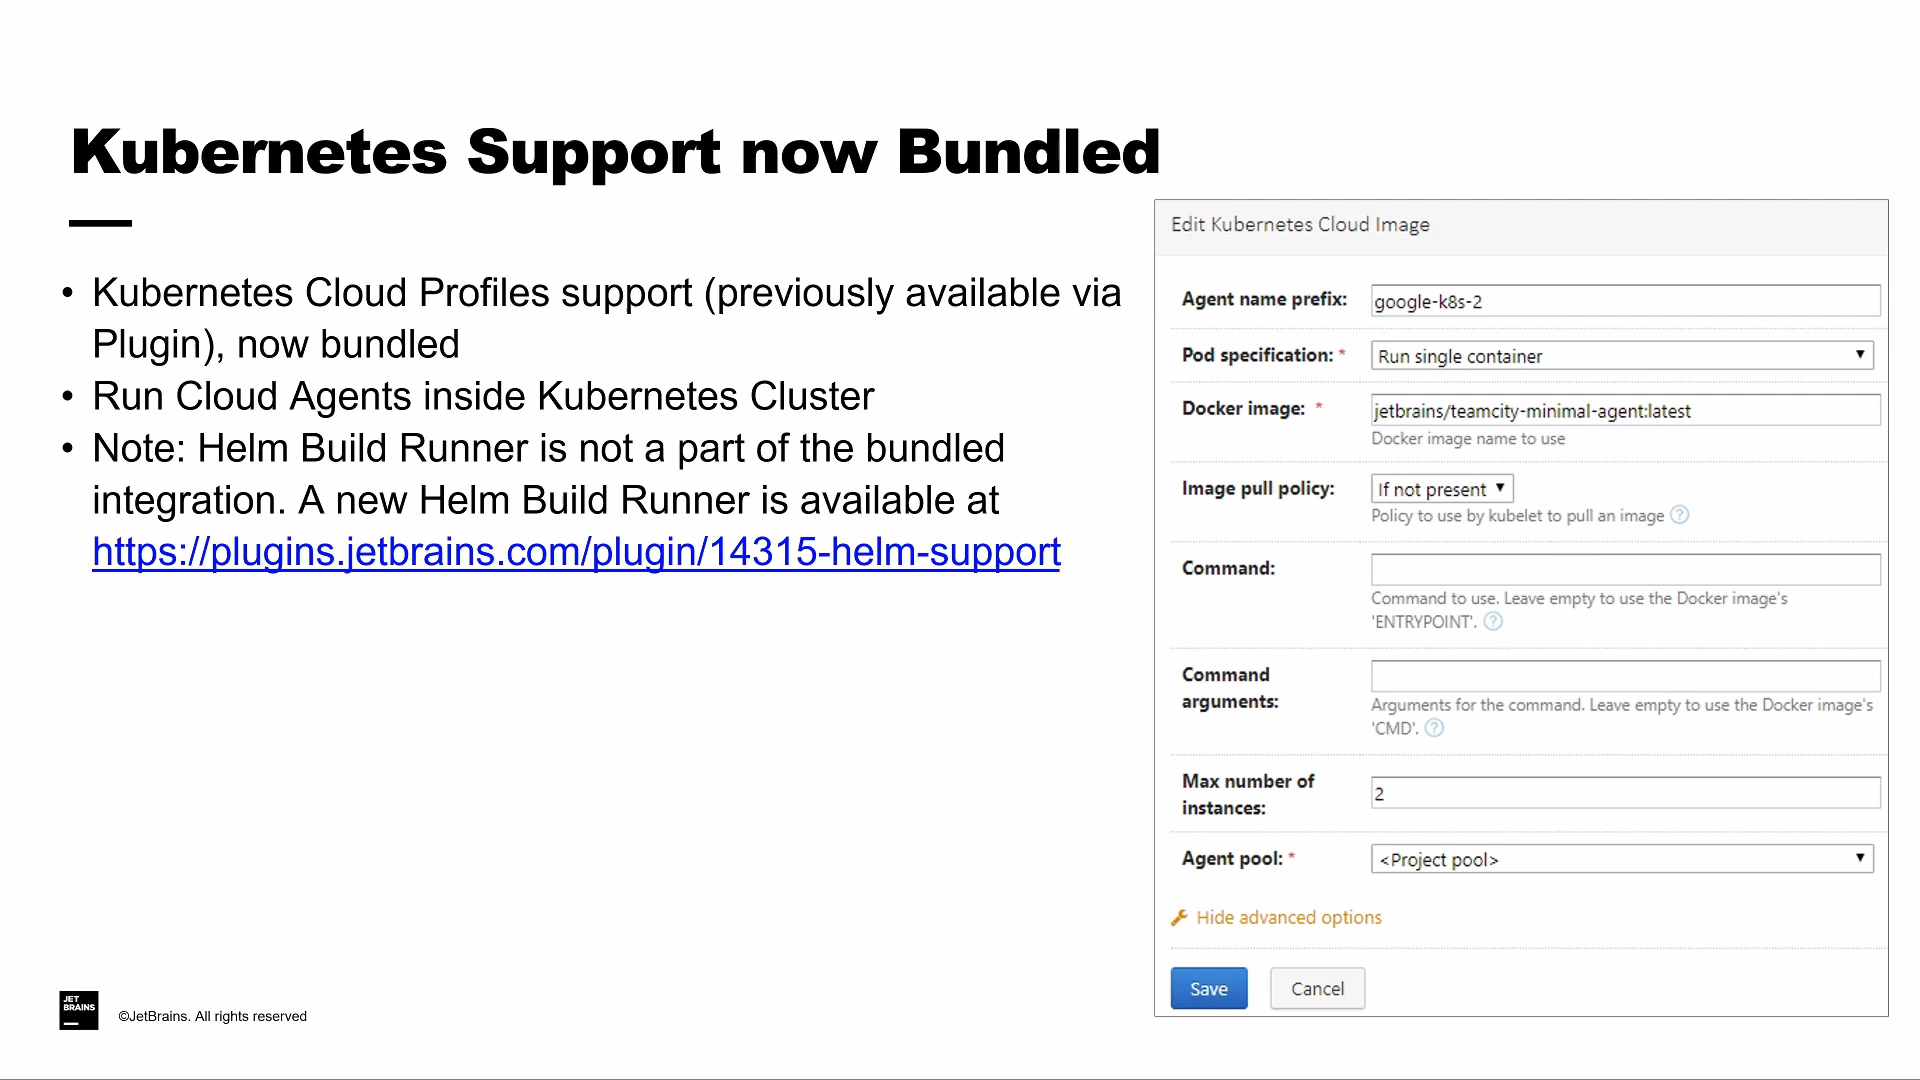 Kubernetes Support now Bundled
• Kubernetes Cloud Profiles support (previously available via
Plugin), now bundled
• Run Cloud Agents inside Kubernetes Cluster
• Note: Helm Build Runner is not a part of the bundled
integration. A new Helm Build Runner is available at
https://plugins.jetbrains.com/plugin/14315-helm-support
Edit Kubernetes Cloud Image
Agent name prefix: google-k8s-2
Pod specification: * Run single container
Docker image: * jetbrains/teamcity-minimal-agent:latest
Docker image name to use
Image pull policy: If not present
Policy to use by kubelet to pull an image ?
Command:
Command to use. Leave empty to use the Docker image's
'ENTRYPOINT'. ?
Command
arguments:
Arguments for the command. Leave empty to use the Docker image's
'CMD'. ?
Max number of
instances: 2
Agent pool: * <Project pool>
Hide advanced options
Save Cancel
JET
BRAINS
©JetBrains. All rights reserved